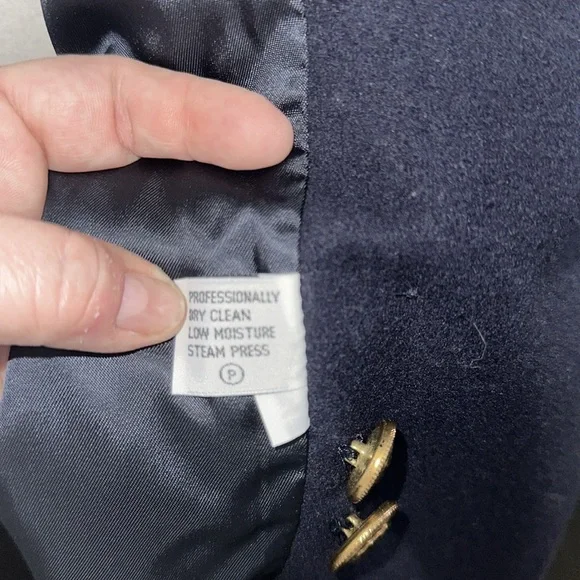 PROFESSIONALLY
DRY CLEAN
LOW MOISTURE
STEAM PRESS
P